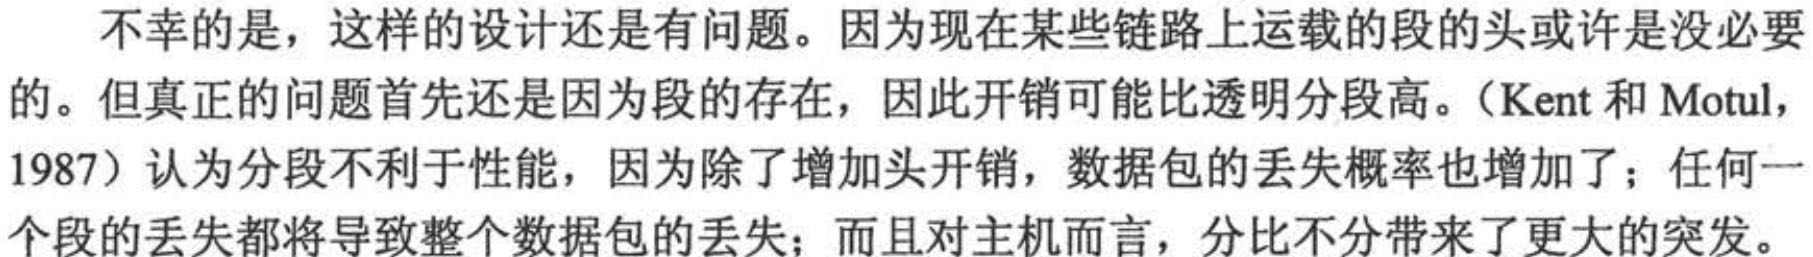 不幸的是，这样的设计还是有问题。因为现在某些链路上运载的段的头或许是没必要
的。但真正的问题首先还是因为段的存在，因此开销可能比透明分段高。（Kent 和 Motul，
1987）认为分段不利于性能，因为除了增加头开销，数据包的丢失概率也增加了；任何一
个段的丢失都将导致整个数据包的丢失；而且对主机而言，分比不分带来了更大的突发。